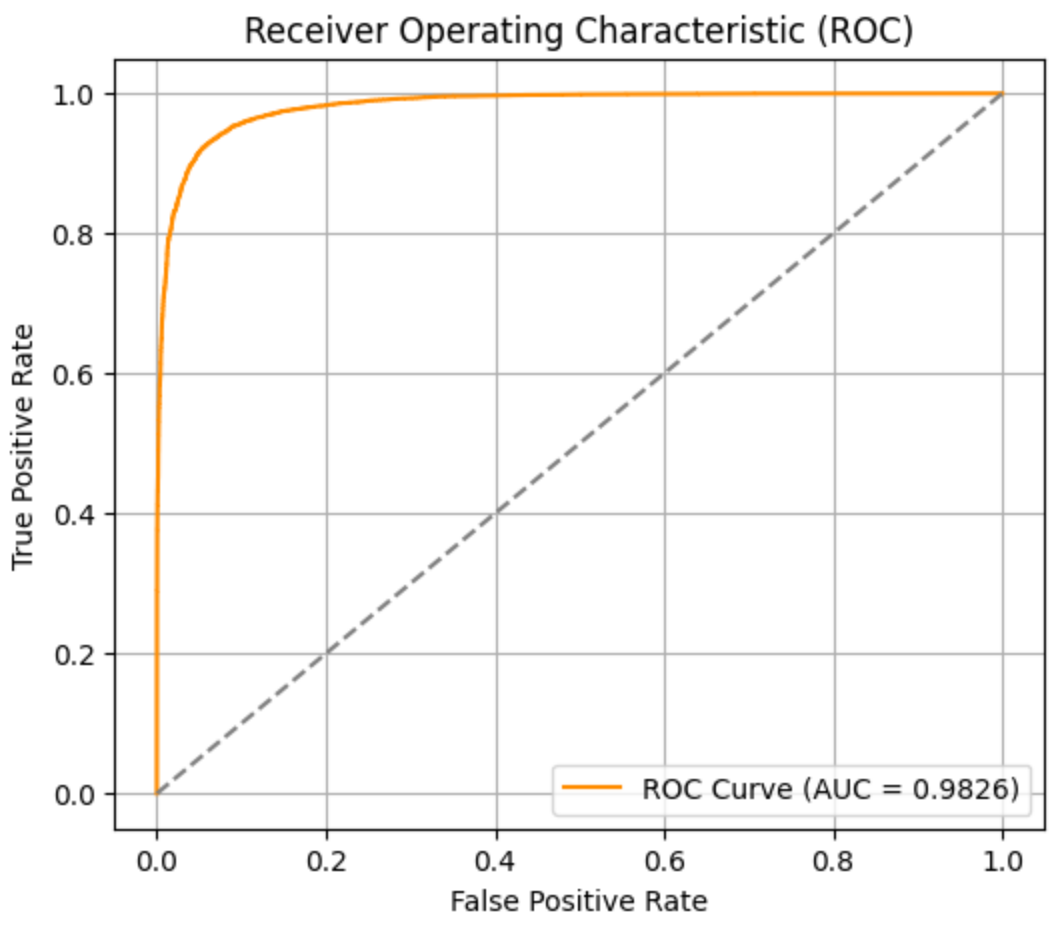 Receiver Operating Characteristic (ROC)
True Positive Rate
1.0
0.8
0.6
0.4
0.2
0.0
ROC Curve (AUC = 0.9826)
0.0 0.2 0.4 0.6 0.8 1.0
False Positive Rate